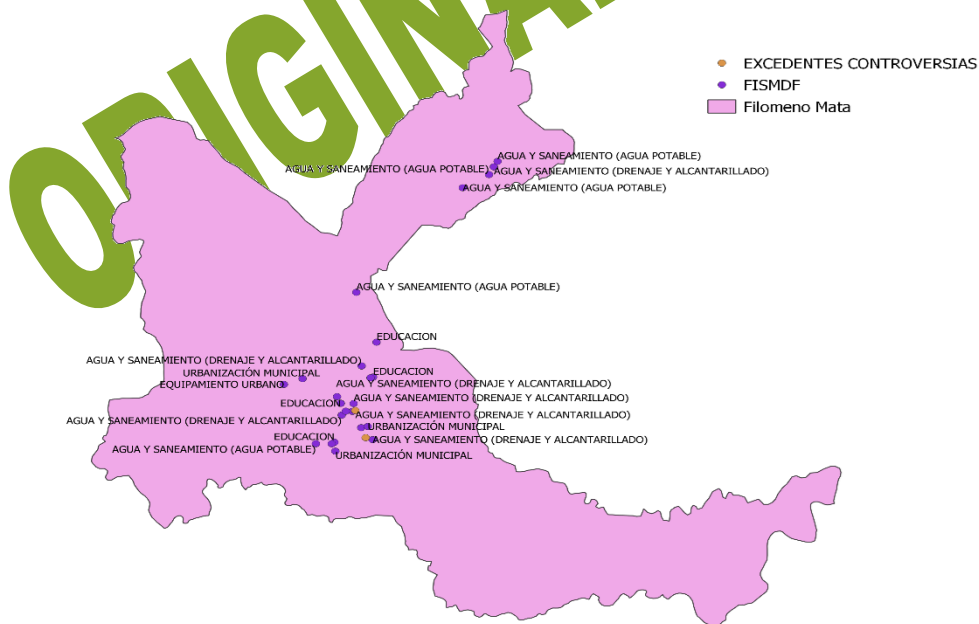 ORIGINAL
EXCEDENTES CONTROVERSIAS
FISMDF
Filomeno Mata
AGUA Y SANEAMIENTO (AGUA POTABLE)
AGUA Y SANEAMIENTO (AGUA POTABLE)
AGUA Y SANEAMIENTO (DRENAJE Y ALCANTARILLADO)
AGUA Y SANEAMIENTO (AGUA POTABLE)
AGUA Y SANEAMIENTO (AGUA POTABLE)
EDUCACION
AGUA Y SANEAMIENTO (DRENAJE Y ALCANTARILLADO)
URBANIZACIÓN MUNICIPAL
EDUCACION
EQUIPAMIENTO URBANO
AGUA Y SANEAMIENTO (DRENAJE Y ALCANTARILLADO)
AGUA Y SANEAMIENTO (DRENAJE Y ALCANTARILLADO)
EDUCACION
AGUA Y SANEAMIENTO (DRENAJE Y ALCANTARILLADO)
AGUA Y SANEAMIENTO (DRENAJE Y ALCANTARILLADO)
URBANIZACIÓN MUNICIPAL
EDUCACION
AGUA Y SANEAMIENTO (DRENAJE Y ALCANTARILLADO)
AGUA Y SANEAMIENTO (AGUA POTABLE)
URBANIZACIÓN MUNICIPAL